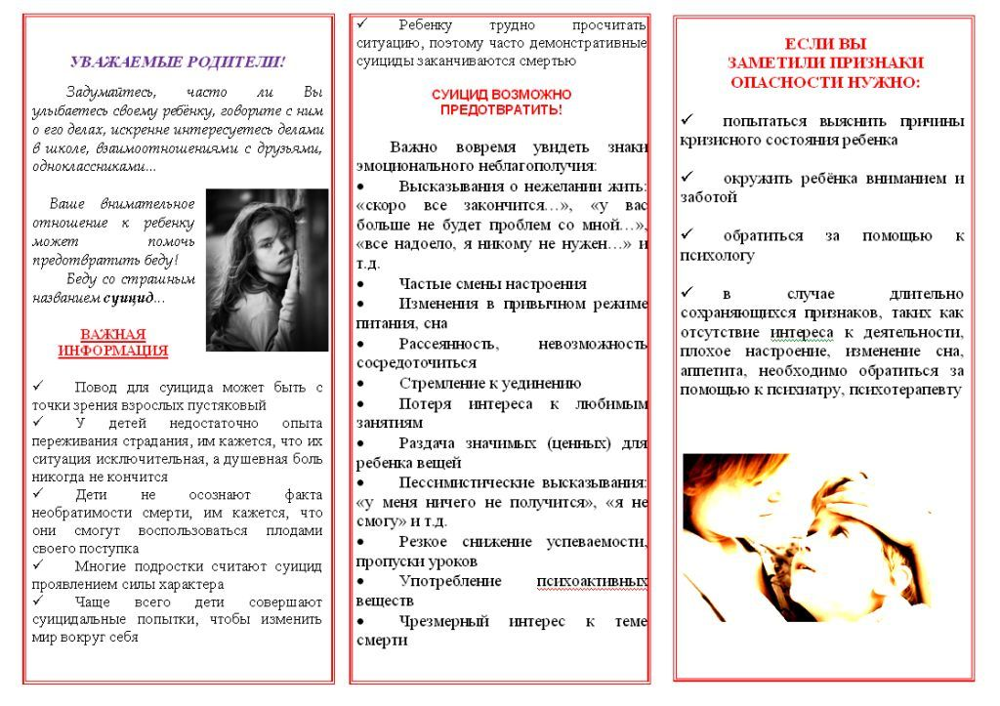 УВАЖАЕМЫЕ РОДИТЕЛИ!
Задумайтесь, часто ли Вы
улыбаетесь своему ребёнку, говорите с ним
о его делах, искренне интересуетесь делами
в школе, взаимоотношениями с друзьями,
одноклассниками...
Ваше внимательное
отношение к ребенку
может помочь
предотвратить беду!
Беду со страшным
названием суицид...
ВАЖНАЯ
ИНФОРМАЦИЯ
✓ Повод для суицида может быть с
точки зрения взрослых пустяковый
✓ У детей недостаточно опыта
переживания страдания, им кажется, что их
ситуация исключительная, а душевная боль
никогда не кончится
✓ Дети не осознают факта
необратимости смерти, им кажется, что
они смогут воспользоваться плодами
своего поступка
✓ Многие подростки считают суицид
проявлением силы характера
✓ Чаще всего дети совершают
суицидальные попытки, чтобы изменить
мир вокруг себя
✓ Ребенку трудно просчитать
ситуацию, поэтому часто демонстративные
суициды заканчиваются смертью
СУИЦИД ВОЗМОЖНО
ПРЕДОТВРАТИТЬ!
Важно вовремя увидеть знаки
эмоционального неблагополучия:
• Высказывания о нежелании жить:
«скоро все закончится…», «у вас
больше не будет проблем со мной…»,
«все надоело, я никому не нужен…» и
т.д.
• Частые смены настроения
• Изменения в привычном режиме
питания, сна
• Рассеянность, невозможность
сосредоточиться
• Стремление к уединению
• Потеря интереса к любимым
занятиям
• Раздача значимых (ценных) для
ребенка вещей
• Пессимистические высказывания:
«у меня ничего не получится», «я не
смогу» и т.д.
• Резкое снижение успеваемости,
пропуски уроков
• Употребление психоактивных
веществ
• Чрезмерный интерес к теме
смерти
ЕСЛИ ВЫ
ЗАМЕТИЛИ ПРИЗНАКИ
ОПАСНОСТИ НУЖНО:
✓ попытаться выяснить причины
кризисного состояния ребенка
✓ окружить ребёнка вниманием и
заботой
✓ обратиться за помощью к
психологу
✓ в случае длительно
сохраняющихся признаков, таких как
отсутствие интереса к деятельности,
плохое настроение, изменение сна,
аппетита, необходимо обратиться за
помощью к психиатру, психотерапевту